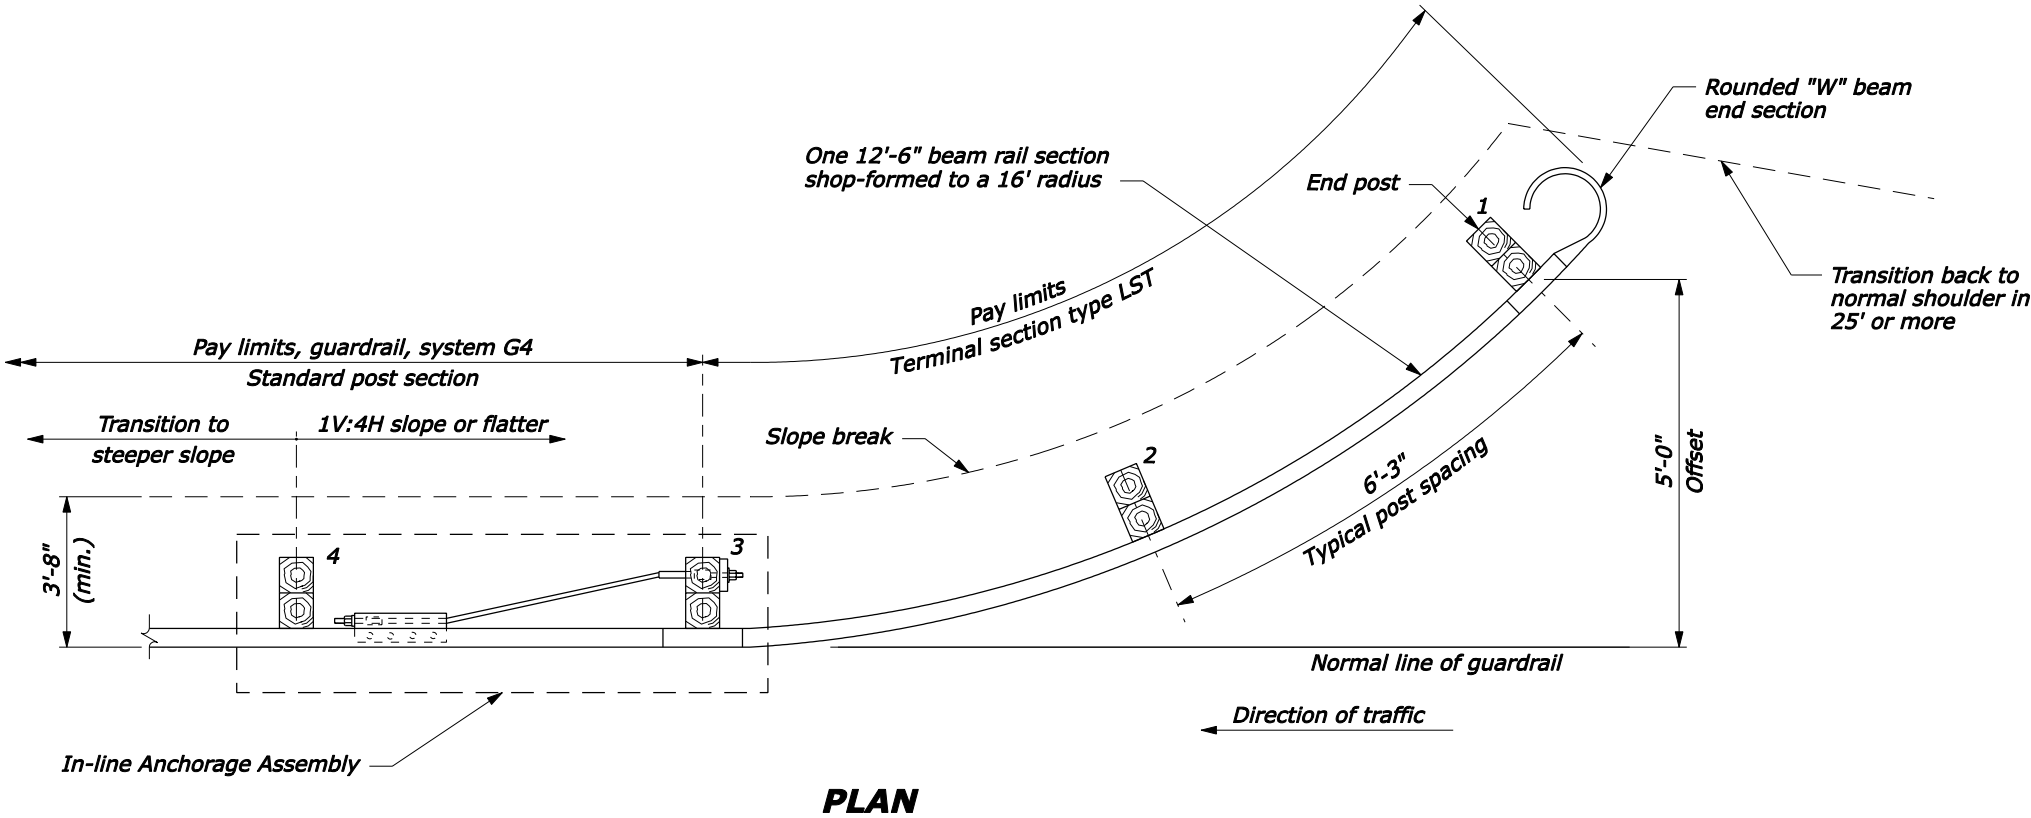 Rounded "W" beam
end section
One 12'-6" beam rail section
shop-formed to a 16' radius
End post
1
Transition back to
normal shoulder in
25' or more
Pay limits
Terminal section type LST
Pay limits, guardrail, system G4
Standard post section
Transition to
steeper slope
1V:4H slope or flatter
Slope break
2
6'-3"
Typical post spacing
5'-0"
Offset
3'-8"
(min.)
4
3
Normal line of guardrail
Direction of traffic
In-line Anchorage Assembly
PLAN